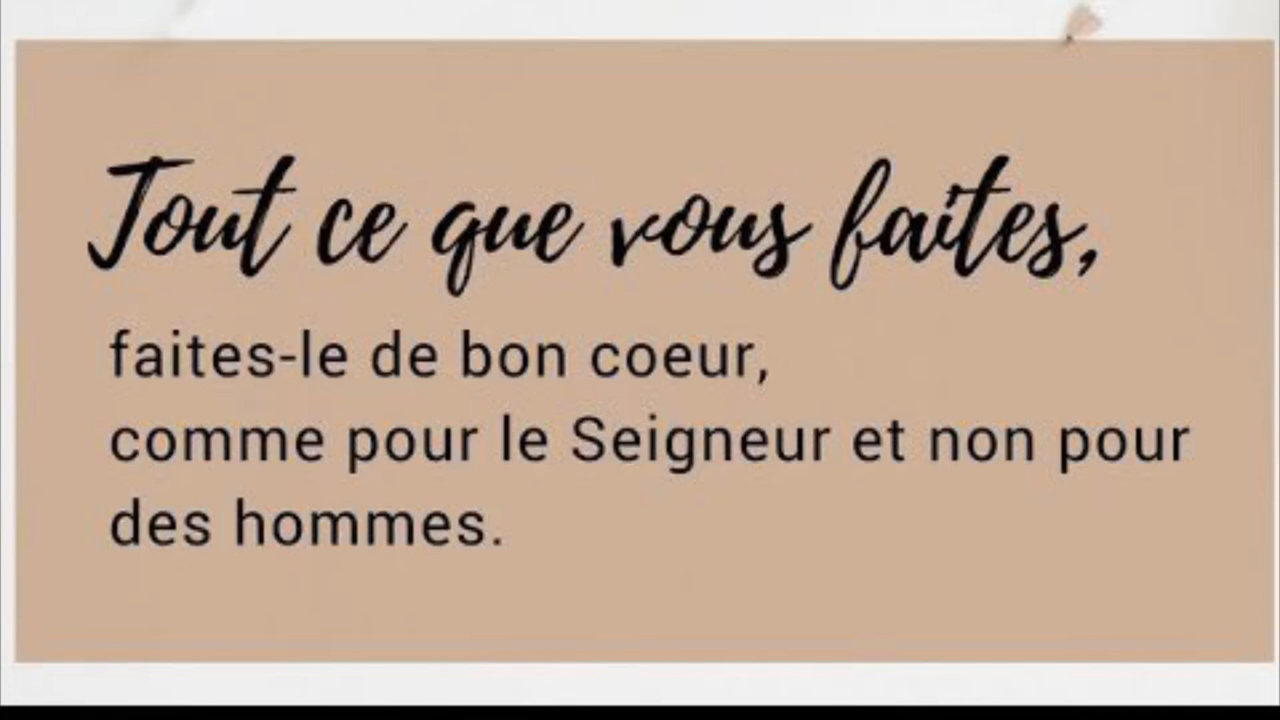 Tout ce que vous faites,
faites-le de bon coeur,
comme pour le Seigneur et non pour
des hommes.